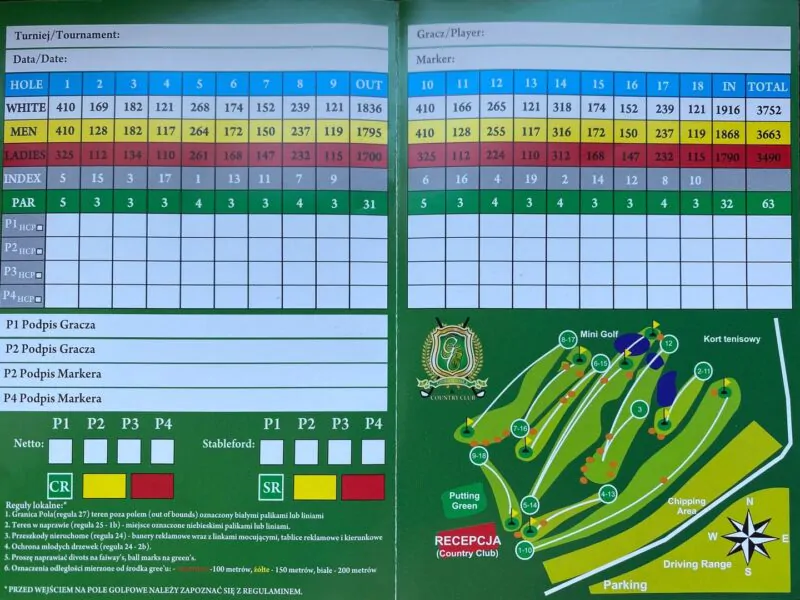 Turniej/Tournament:
Data/Date:
HOLE 1 2 3 4 5 6 7 8 9 OUT
WHITE 410 169 182 121 268 174 152 239 121 1836
MEN 410 128 182 117 264 172 150 237 119 1795
LADIES 325 112 134 110 261 168 147 232 115 1700
INDEX 5 15 3 17 1 13 11 7 9
PAR 5 3 3 3 4 3 3 4 3 31
P1 HCP
P2 HCP
P3 HCP
P4 HCP
P1 Podpis Gracza
P2 Podpis Gracza
P2 Podpis Markera
P4 Podpis Markera
P1 P2 P3 P4 P1 P2 P3 P4
Netto: Stableford:
CR SR
Reguły lokalne:*
1. Granica Pola(reguła 27) teren poza polem (out of bounds) oznaczony białymi palikami lub liniami
2. Teren w naprawie (reguła 25 - 1b) - miejsce oznaczone niebieskimi palikami lub liniami.
3. Przeszkody nieruchome (reguła 24) - banery reklamowe wraz z linkami mocującymi, tablice reklamowe i kierunkowe
4. Ochrona młodych drzewek (reguła 24 - 2b).
5. Proszę naprawiać divots na faiway's, ball marks na green's.
6. Oznaczenia odległości mierzone od środka gree'u: - -100 metrów, żółte - 150 metrów, białe - 200 metrów
*PRZED WEJŚCIEM NA POLE GOLFOWE NALEŻY ZAPOZNAĆ SIĘ Z REGULAMINEM.
Gracz/Player:
Marker:
10 11 12 13 14 15 16 17 18 IN TOTAL
410 166 265 121 318 174 152 239 121 1916 3752
410 128 255 117 316 172 150 237 119 1868 3663
325 112 224 110 312 168 147 232 115 1790 3490
6 16 4 19 2 14 12 8 10
5 3 4 3 4 3 3 4 3 32 63
COUNTRY CLUB
8-17
Mini Golf
12
Kort tenisowy
6-15
2-11
3
7-16
9-18
Putting
Green
5-14
4-13
Chipping
Area
RECEPCJA
(Country Club)
1-10
N
W E
S
Driving Range
Parking